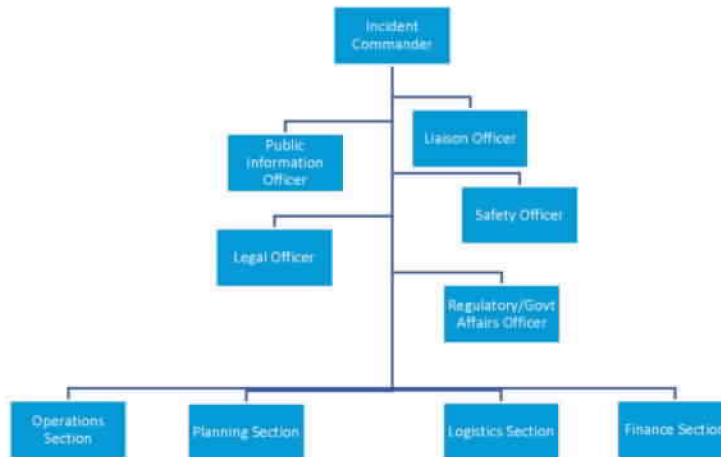 Incident
Commander
Liaison Officer
Public
Information
Officer
Safety Officer
Legal Officer
Regulatory/Govt
Affairs Officer
Operations
Section
Planning Section
Logistics Section
Finance Section